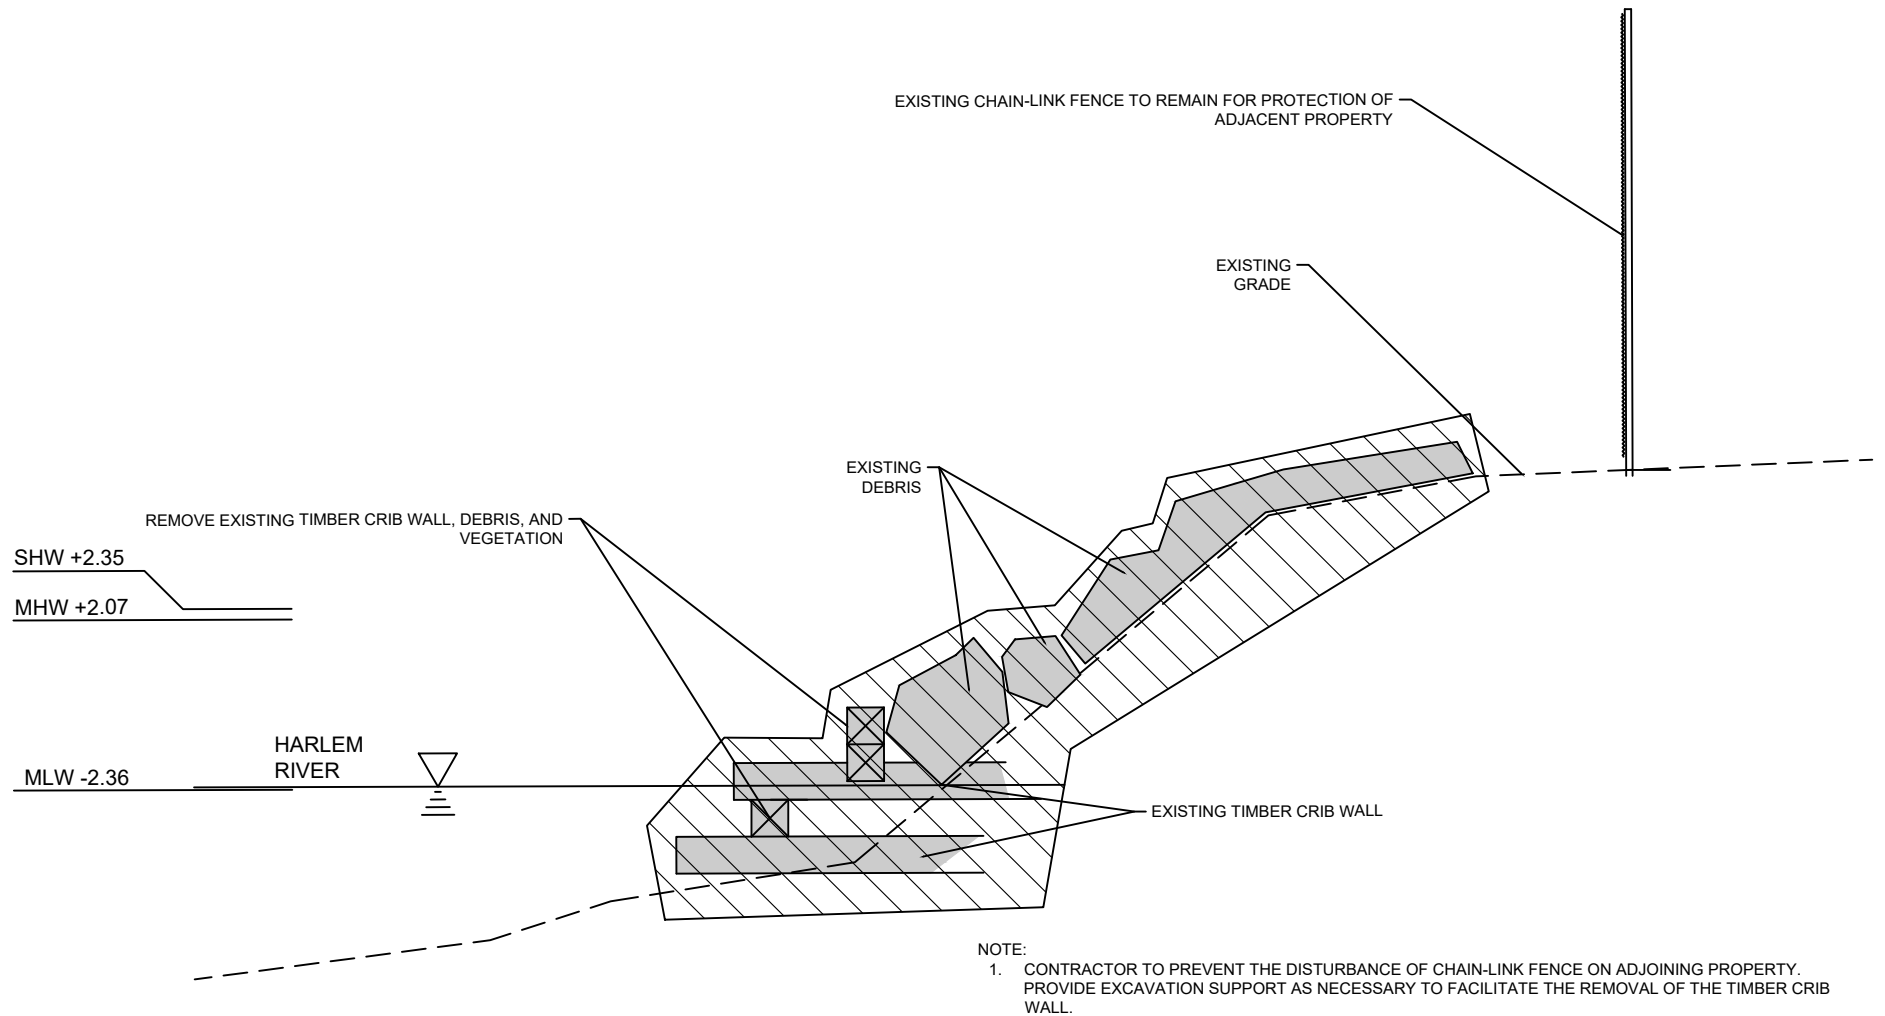 EXISTING CHAIN-LINK FENCE TO REMAIN FOR PROTECTION OF
ADJACENT PROPERTY
EXISTING
GRADE
EXISTING
DEBRIS
REMOVE EXISTING TIMBER CRIB WALL, DEBRIS, AND
VEGETATION
SHW +2.35
MHW +2.07
HARLEM
RIVER
MLW -2.36
EXISTING TIMBER CRIB WALL
NOTE:
1. CONTRACTOR TO PREVENT THE DISTURBANCE OF CHAIN-LINK FENCE ON ADJOINING PROPERTY.
PROVIDE EXCAVATION SUPPORT AS NECESSARY TO FACILITATE THE REMOVAL OF THE TIMBER CRIB
WALL.